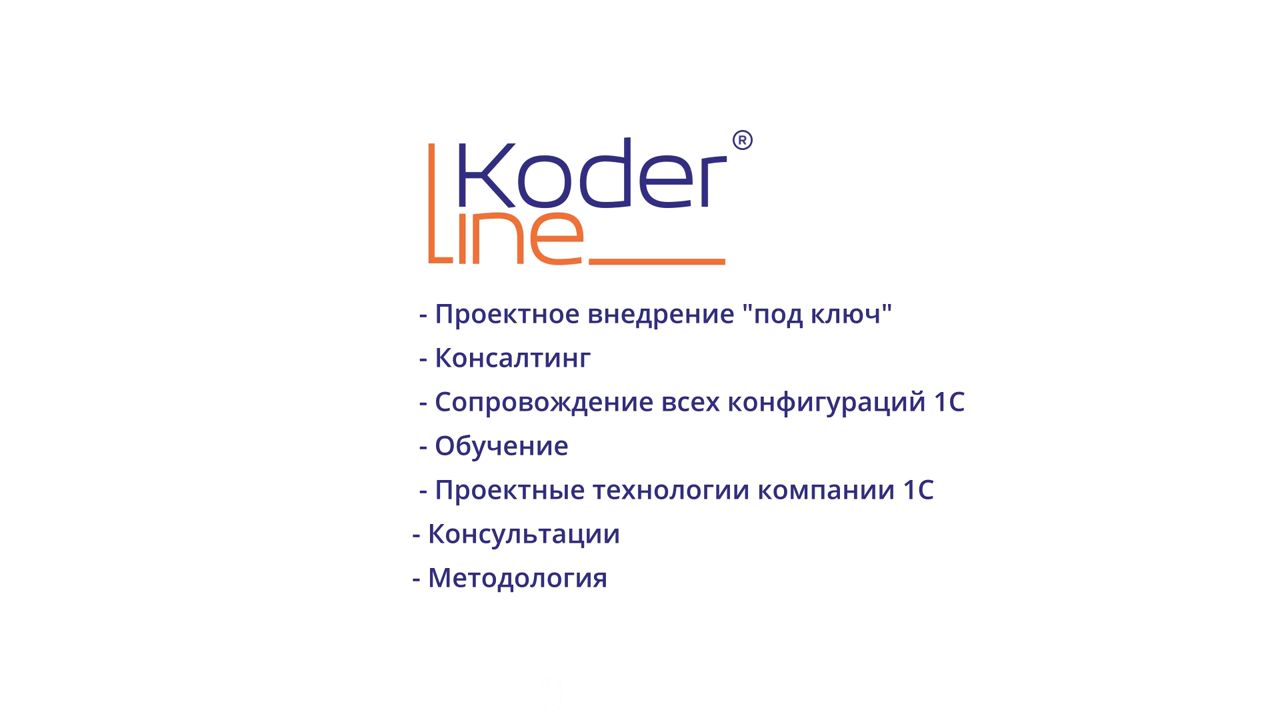 Koder®
Line
- Проектное внедрение "под ключ"
- Консалтинг
- Сопровождение всех конфигураций 1С
- Обучение
- Проектные технологии компании 1С
- Консультации
- Методология